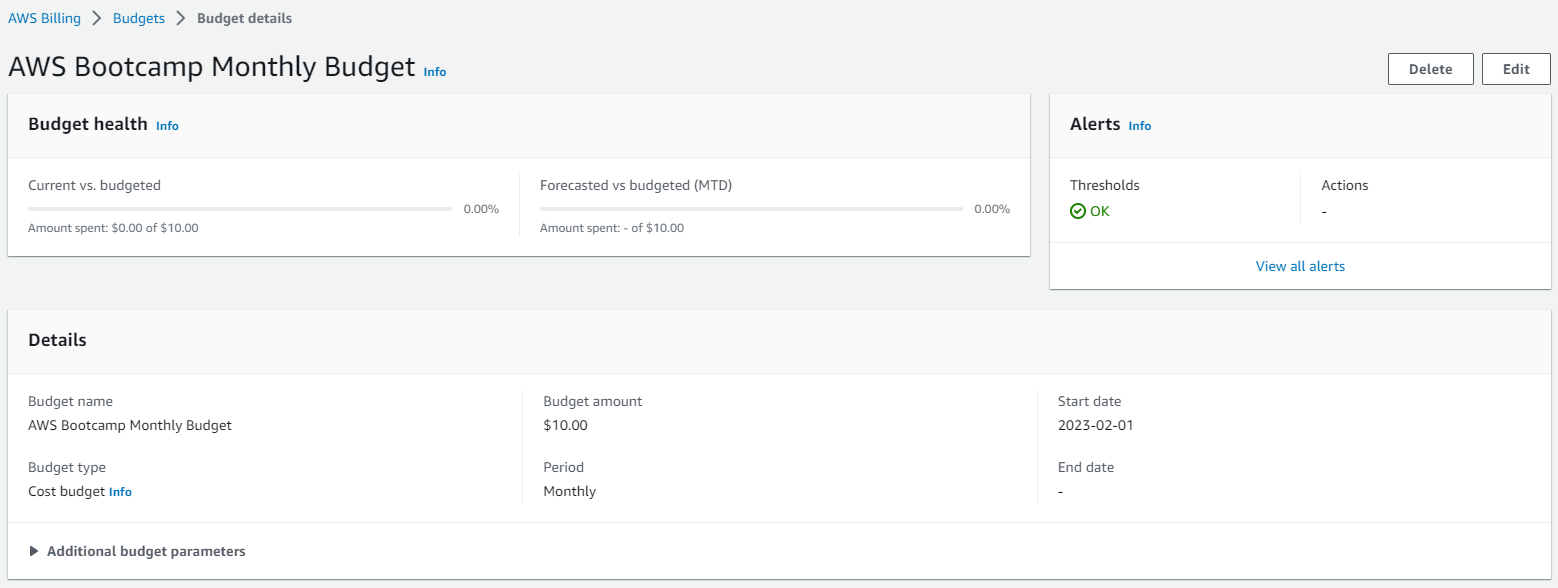 AWS Billing > Budgets > Budget details
AWS Bootcamp Monthly Budget Info
Delete Edit
Budget health Info
Current vs. budgeted
0.00%
Amount spent: $0.00 of $10.00
Forecasted vs budgeted (MTD)
0.00%
Amount spent: - of $10.00
Alerts Info
Thresholds
OK
Actions
-
View all alerts
Details
Budget name
AWS Bootcamp Monthly Budget
Budget type
Cost budget Info
Budget amount
$10.00
Period
Monthly
Start date
2023-02-01
End date
-
Additional budget parameters